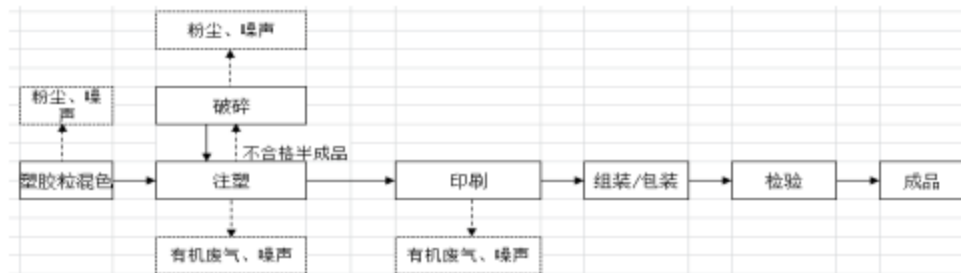 粉尘、噪声
粉尘、噪
声
破碎
不合格半成品
塑胶粒混色
注塑
印刷
组装/包装
检验
成品
有机废气、噪声
有机废气、噪声